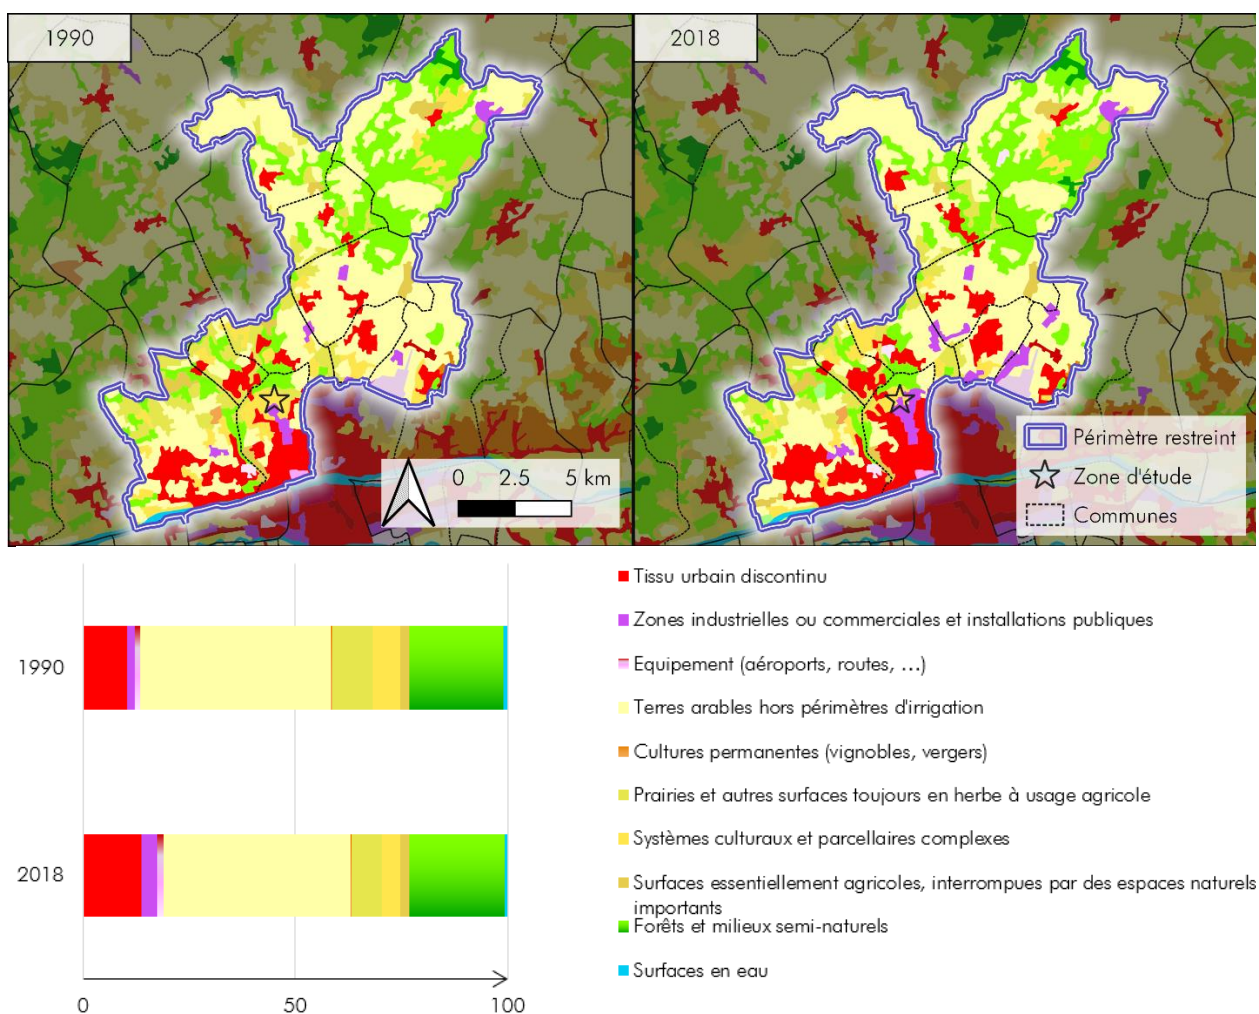 1990
2018
0 2.5 5 km
Périmètre restreint
Zone d'étude
Communes
1990
2018
0 50 100
Tissu urbain discontinu
Zones industrielles ou commerciales et installations publiques
Equipement (aéroports, routes, ...)
Terres arables hors périmètres d'irrigation
Cultures permanentes (vignobles, vergers)
Prairies et autres surfaces toujours en herbe à usage agricole
Systèmes culturaux et parcellaires complexes
Surfaces essentiellement agricoles, interrompues par des espaces naturels
importants
Forêts et milieux semi-naturels
Surfaces en eau